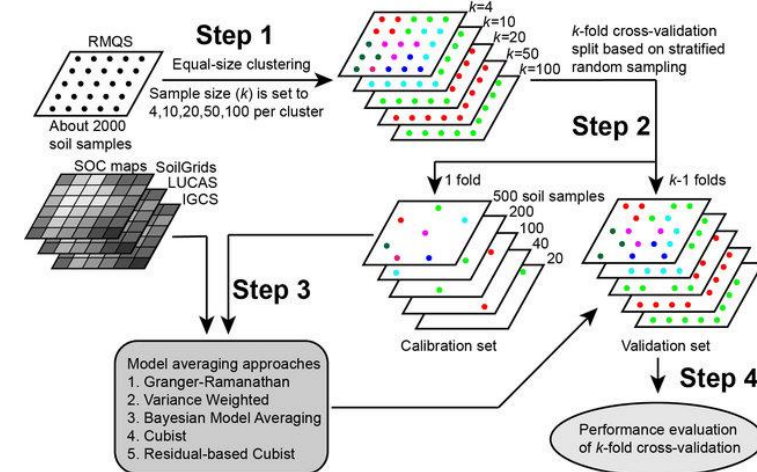 RMQS
Step 1
Equal-size clustering
Sample size (k) is set to
4,10,20,50,100 per cluster
About 2000
soil samples
k=4
k=10
k=20
k=50
k=100
k-fold cross-validation
split based on stratified
random sampling
Step 2
1 fold
k-1 folds
SOC maps
SoilGrids
LUCAS
IGCS
500 soil samples
200
100
40
20
Calibration set
Validation set
Step 3
Model averaging approaches
1. Granger-Ramanathan
2. Variance Weighted
3. Bayesian Model Averaging
4. Cubist
5. Residual-based Cubist
Step 4
Performance evaluation
of k-fold cross-validation